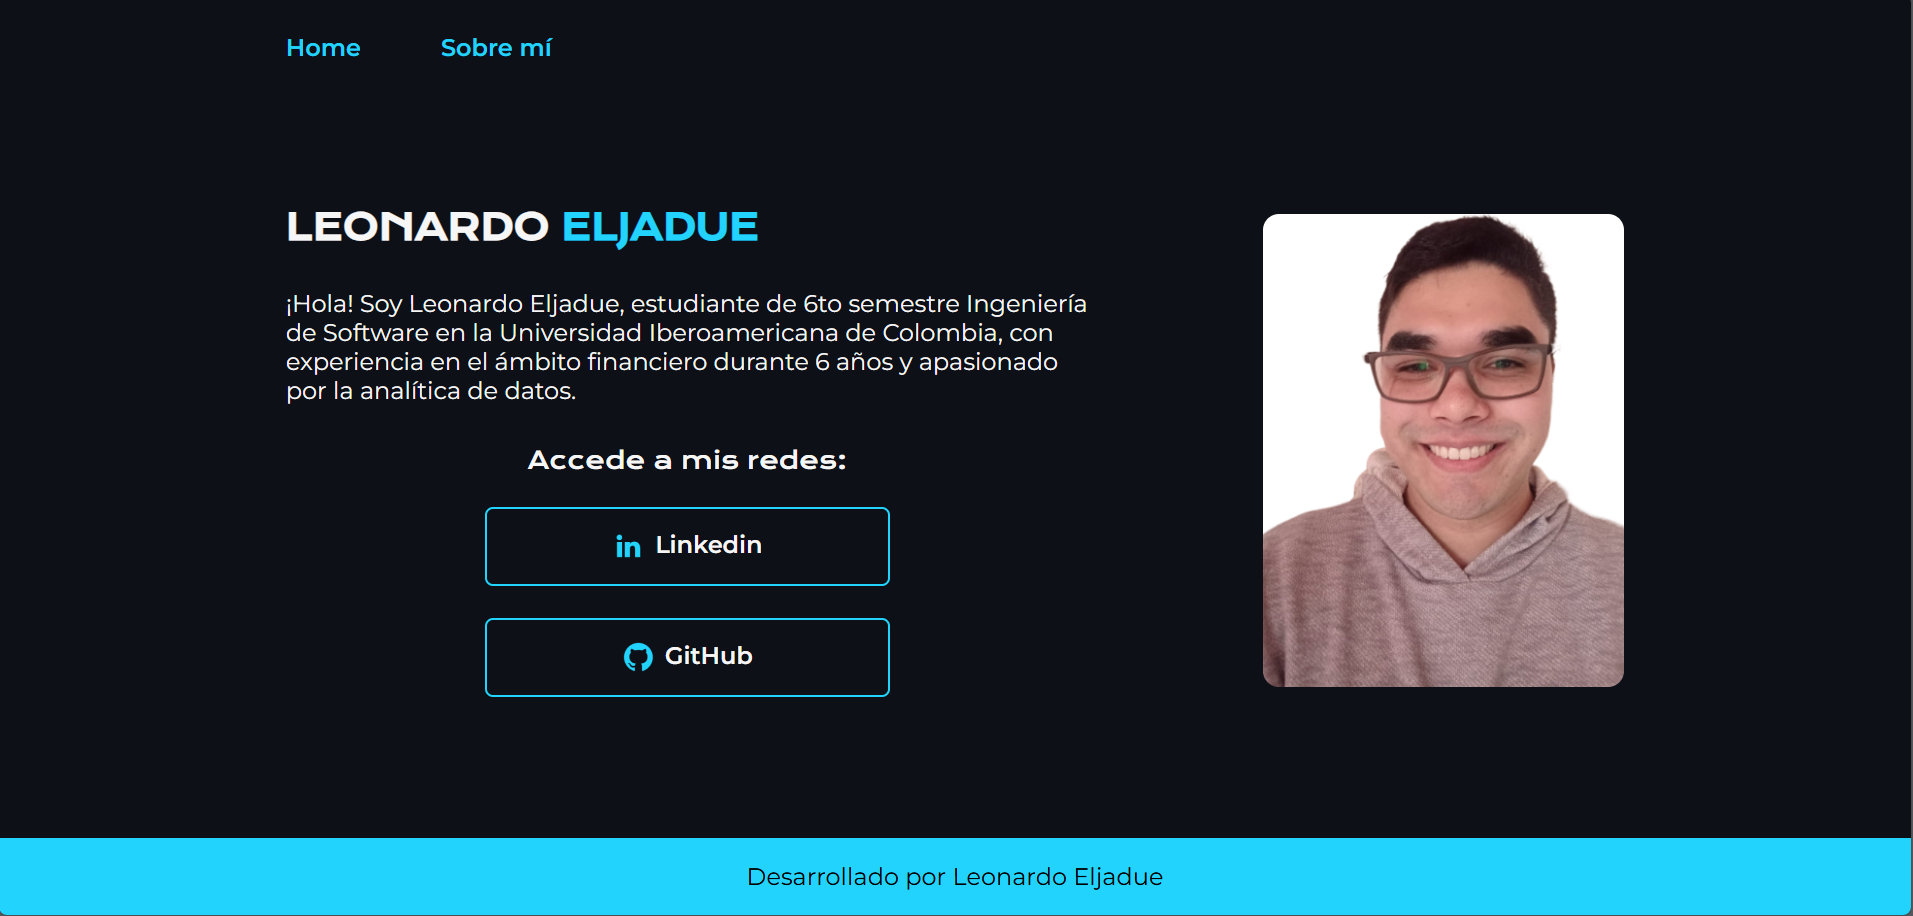 Home Sobre mí
LEONARDO ELJADUE
¡Hola! Soy Leonardo Eljadue, estudiante de 6to semestre Ingeniería
de Software en la Universidad Iberoamericana de Colombia, con
experiencia en el ámbito financiero durante 6 años y apasionado
por la analítica de datos.
Accede a mis redes:
in Linkedin
GitHub
Desarrollado por Leonardo Eljadue